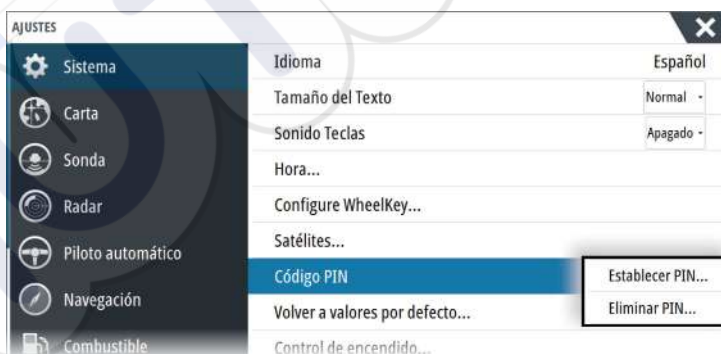 AJUSTES
Sistema
Carta
Sonda
Radar
Piloto automático
Navegación
Combustible
Idioma Español
Tamaño del Texto Normal
Sonido Teclas Apagado
Hora...
Configure WheelKey...
Satélites...
Código PIN
Establecer PIN...
Eliminar PIN...
Volver a valores por defecto...
Control de encendido...